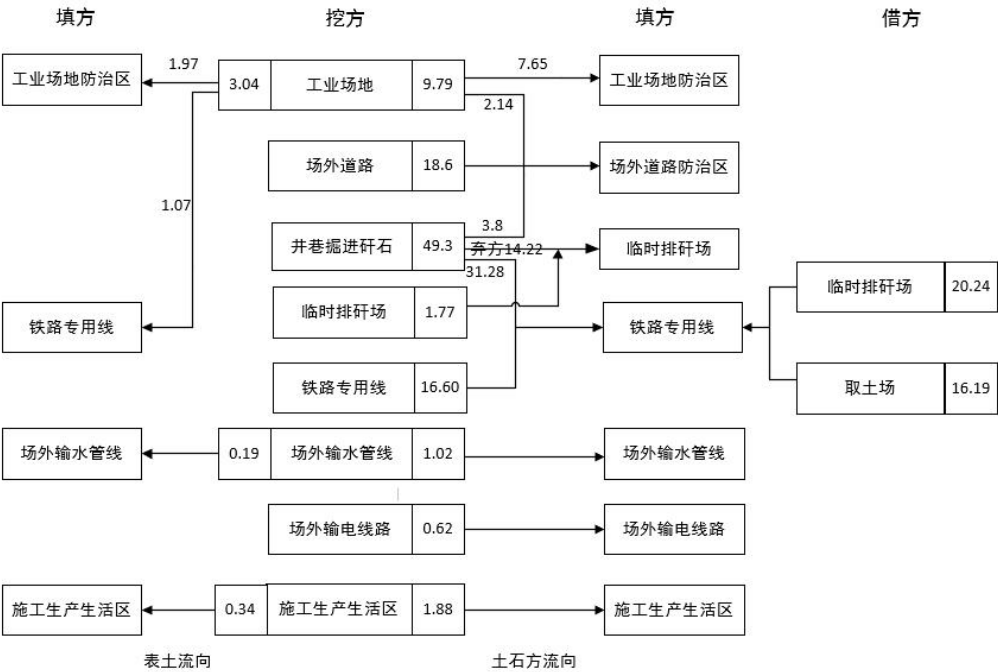 填方 挖方 填方 借方
1.97 7.65
工业场地防治区 3.04 工业场地 9.79 工业场地防治区
2.14
场外道路 18.6 场外道路防治区
1.07
3.8
井巷掘进矸石 49.3 弃方14.22 临时排矸场
31.28
临时排矸场 20.24
临时排矸场 1.77
铁路专用线 铁路专用线
铁路专用线 16.60 取土场 16.19
场外输水管线 0.19 场外输水管线 1.02 场外输水管线
场外输电线路 0.62 场外输电线路
施工生产生活区 0.34 施工生产生活区 1.88 施工生产生活区
表土流向 土石方流向